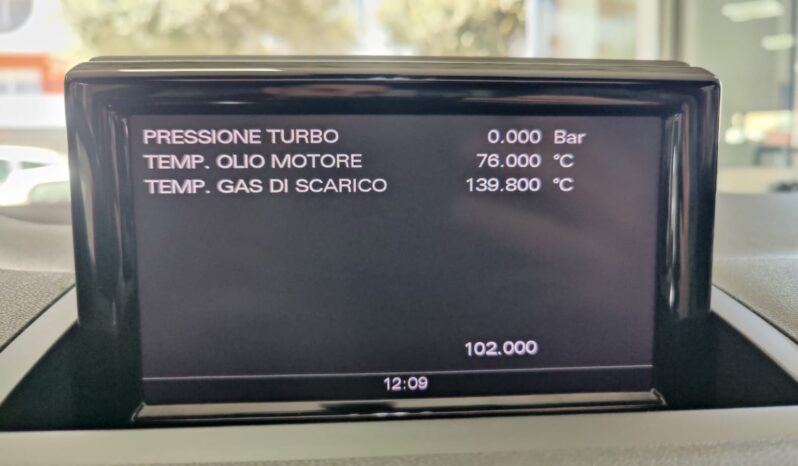 PRESSIONE TURBO 0.000 Bar
TEMP. OLIO MOTORE 76.000 °C
TEMP. GAS DI SCARICO 139.800 °C
102.000
12:09